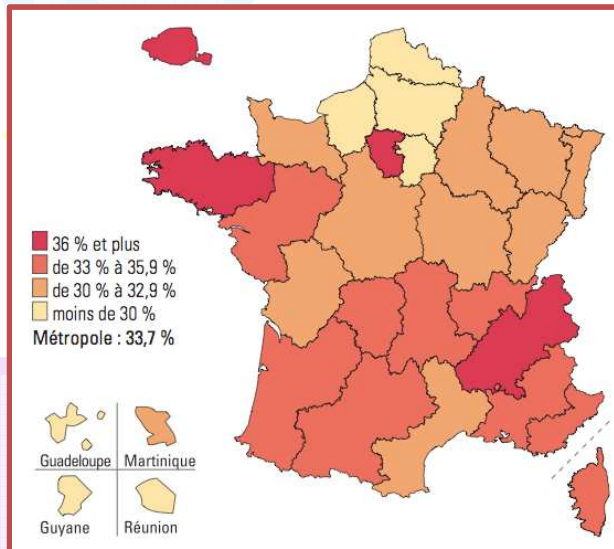 36 % et plus
de 33 % à 35,9 %
de 30 % à 32,9 %
moins de 30 %
Métropole : 33,7 %
Guadeloupe
Martinique
Guyane
Réunion